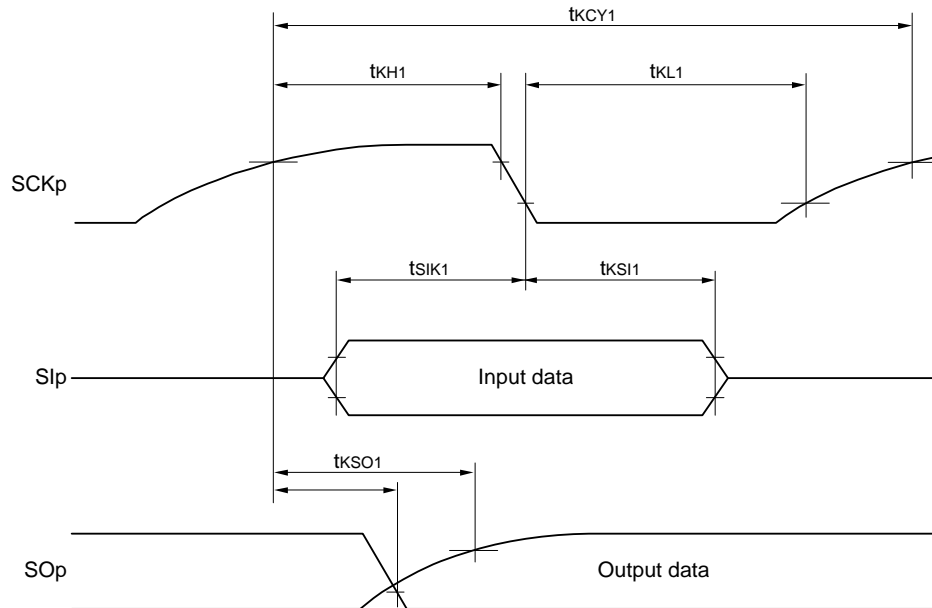 tKCY1
tKH1
tKL1
SCKp
tSIK1
tKSI1
SIp
Input data
tKSO1
SOp
Output data